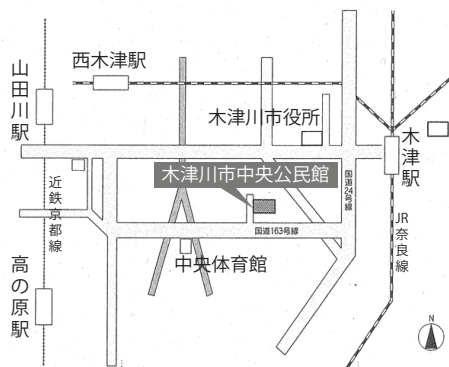 西木津駅
山田川駅
木津川市役所
木津駅
木津川市中央公民館
国道24号線
近鉄京都線
国道163号線
JR奈良線
中央体育館
高の原駅
N